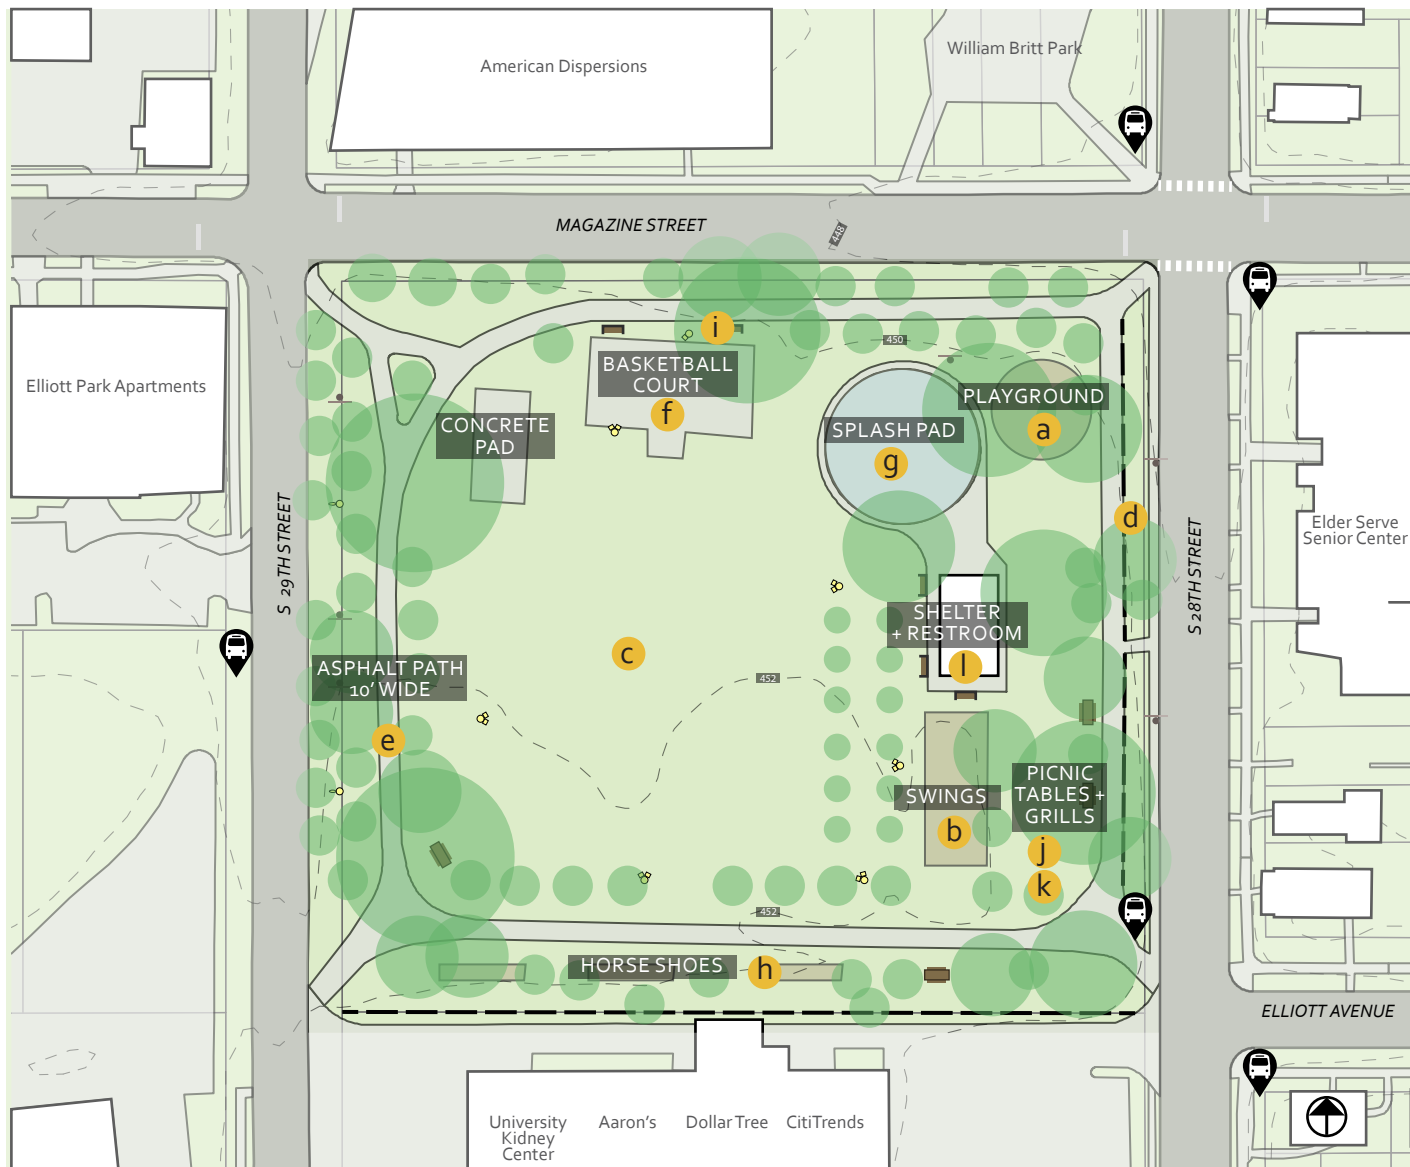 William Britt Park
American Dispersions
MAGAZINE STREET
448
450
Elliott Park Apartments
BASKETBALL
COURT
i
f
PLAYGROUND
a
CONCRETE
PAD
SPLASH PAD
g
d
S 29TH STREET
S 28TH STREET
Elder Serve
Senior Center
SHELTER
+ RESTROOM
l
c
452
ASPHALT PATH
10' WIDE
e
SWINGS
b
PICNIC
TABLES +
GRILLS
j
k
452
HORSE SHOES
h
ELLIOTT AVENUE
University
Kidney
Center
Aaron's
Dollar Tree
CitiTrends